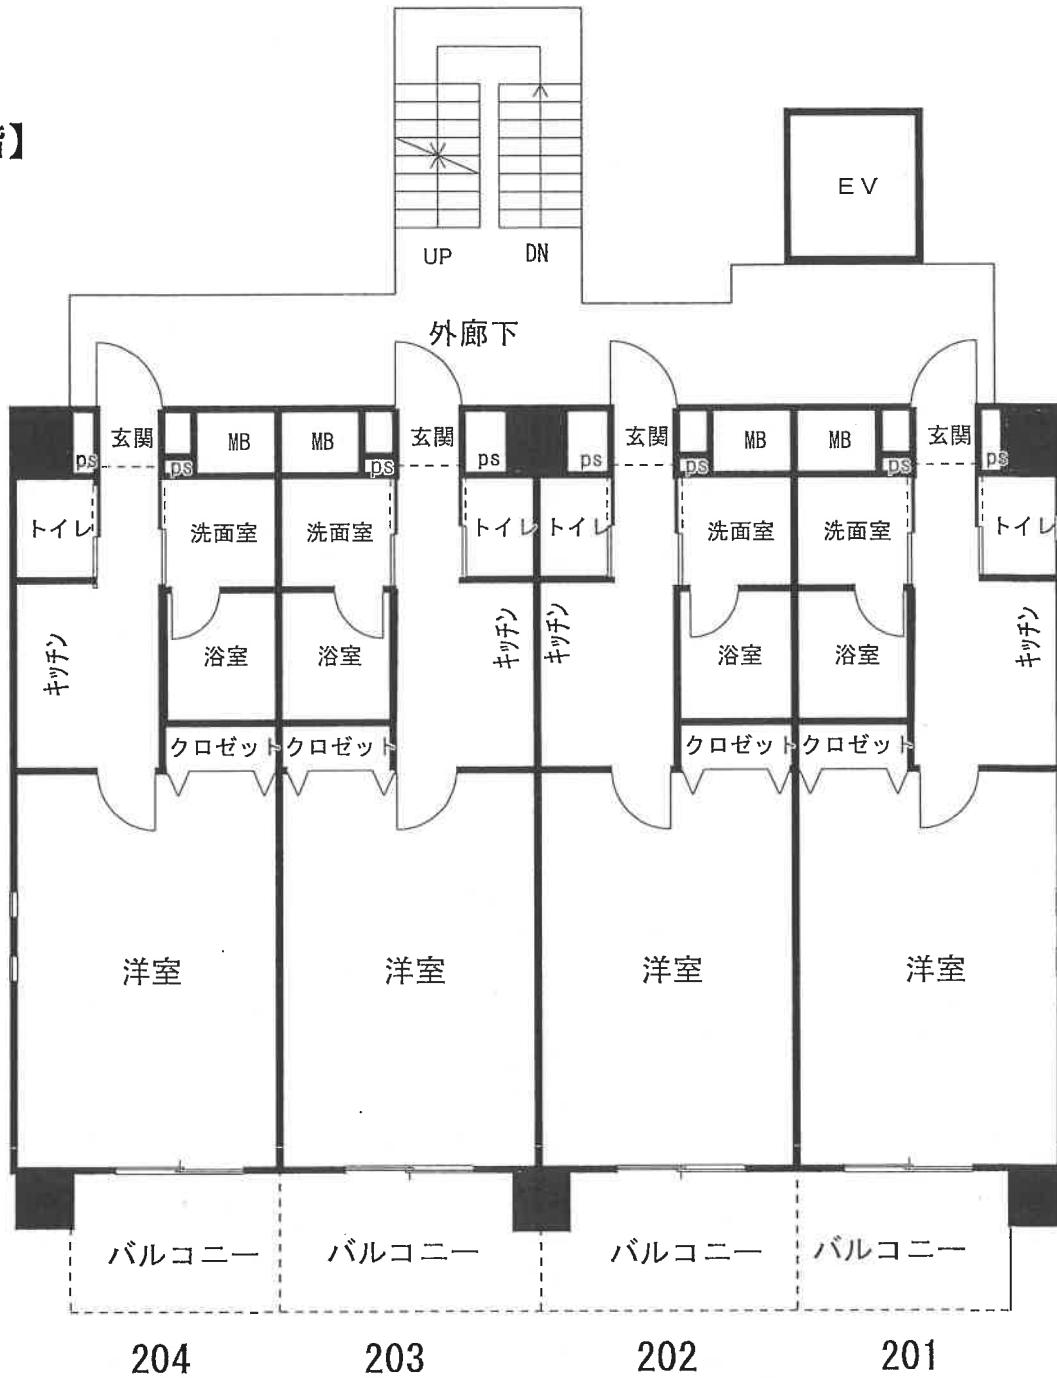 階】
EV
UP DN
外廊下
玄関 MB MB 玄関 玄関 MB MB 玄関
ps ps ps ps ps ps ps ps
トイレ 洗面室 洗面室 トイレ トイレ 洗面室 洗面室 トイレ
キッチン 浴室 浴室 キッチン キッチン 浴室 浴室 キッチン
クロゼット クロゼット クロゼット クロゼット
洋室 洋室 洋室 洋室
バルコニー バルコニー バルコニー バルコニー
204 203 202 201